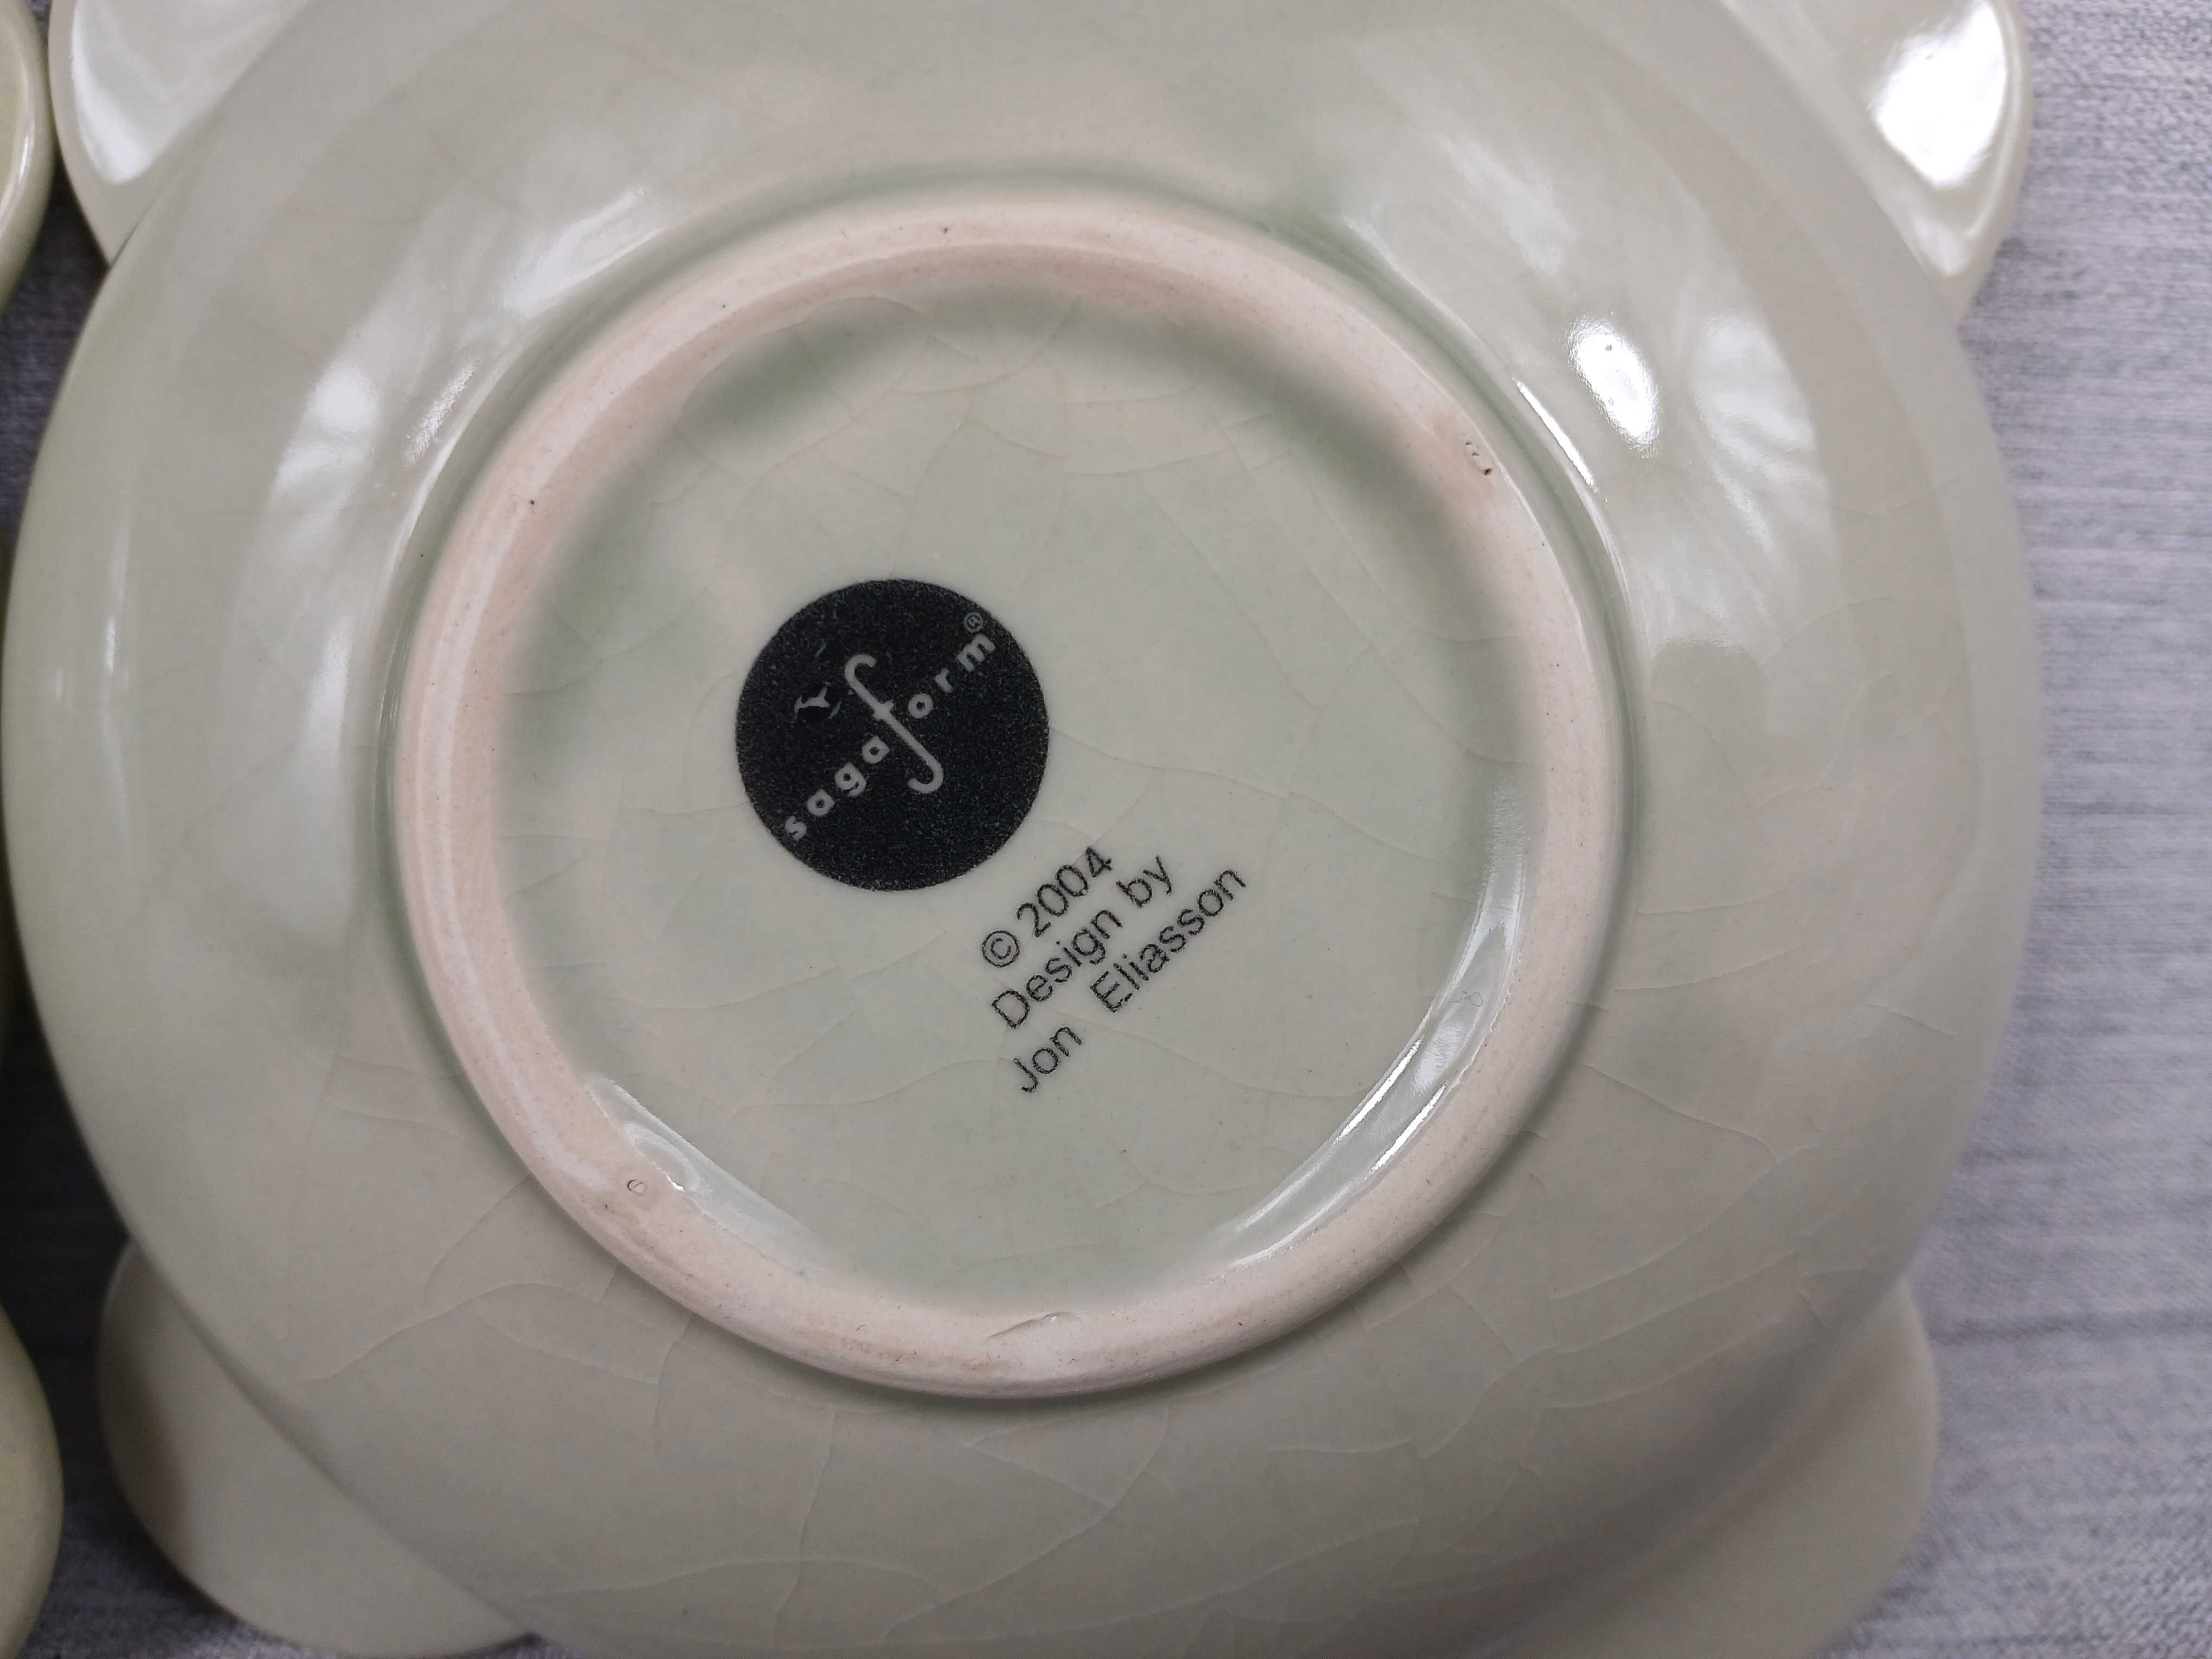 sagaform®
© 2004
Design by
Jon Eliasson